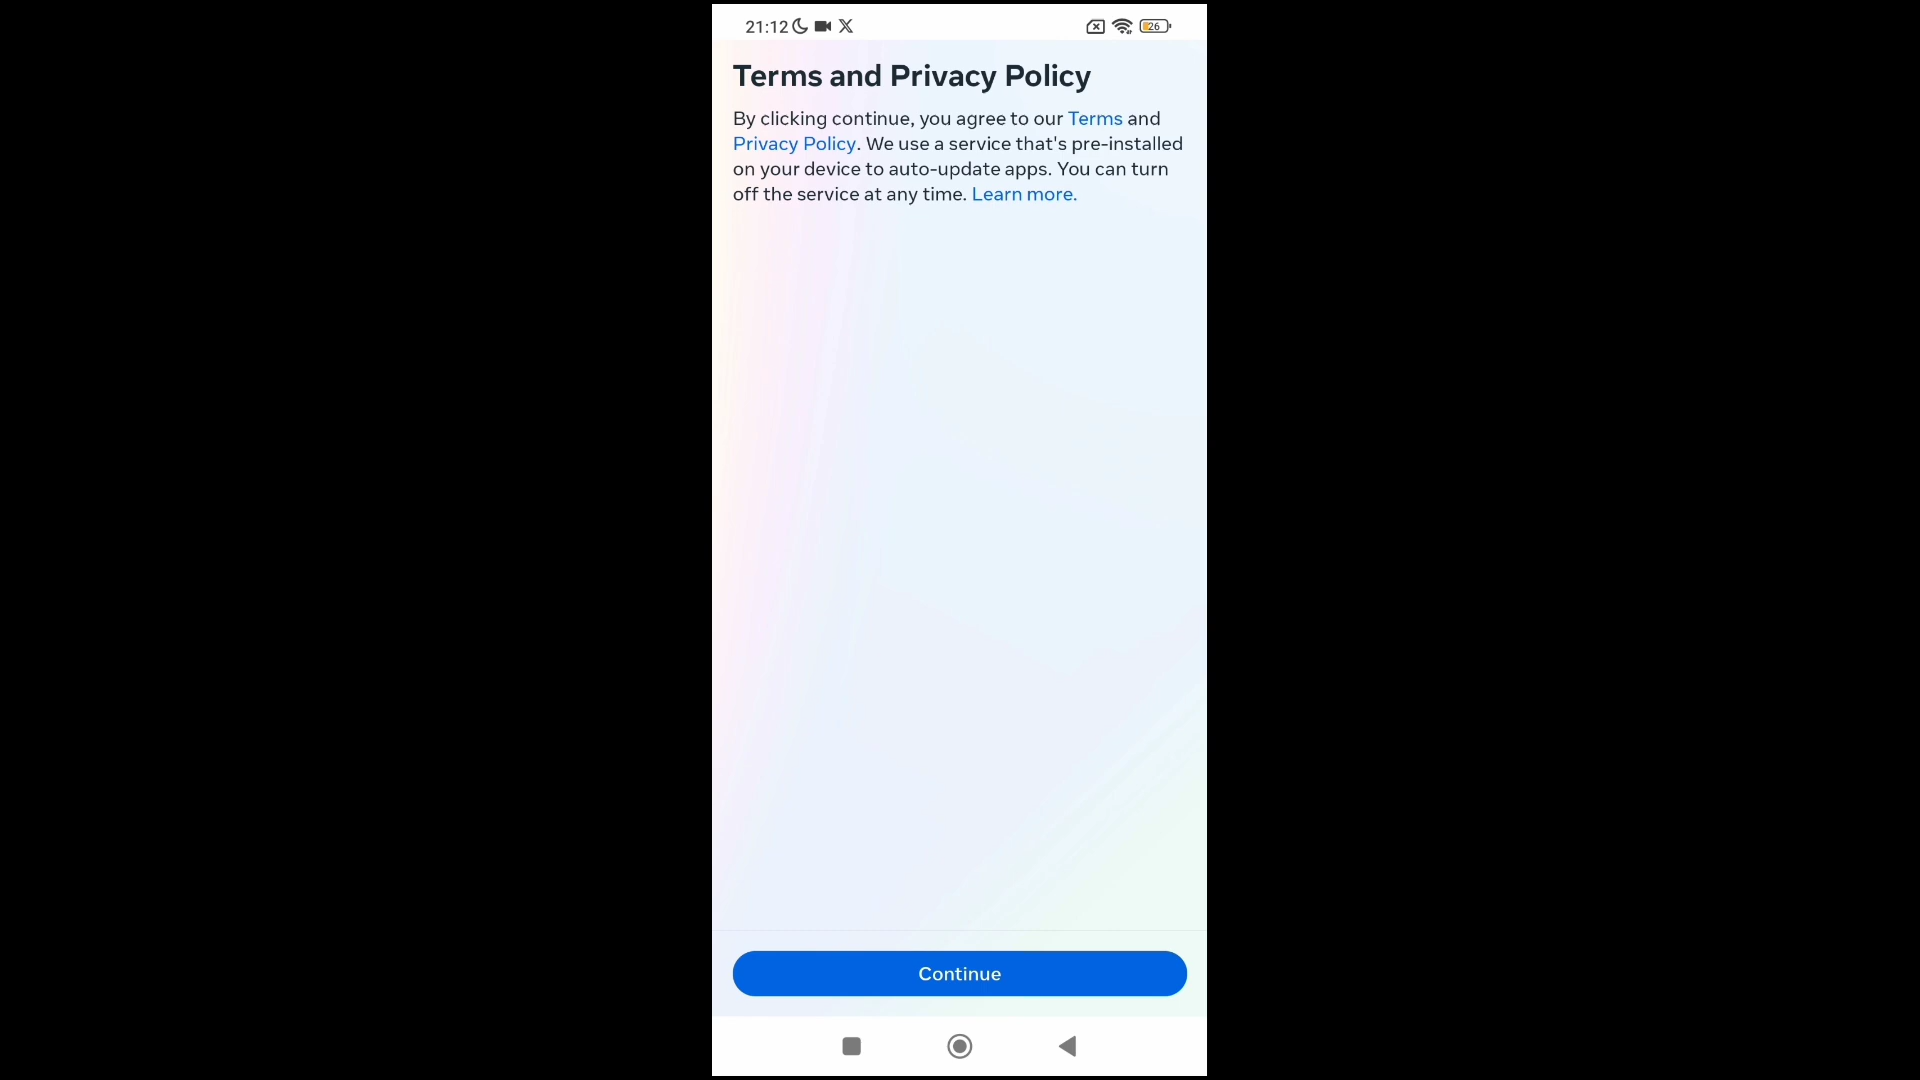 21:12
26
Terms and Privacy Policy
By clicking continue, you agree to our Terms and
Privacy Policy. We use a service that's pre-installed
on your device to auto-update apps. You can turn
off the service at any time. Learn more.
Continue